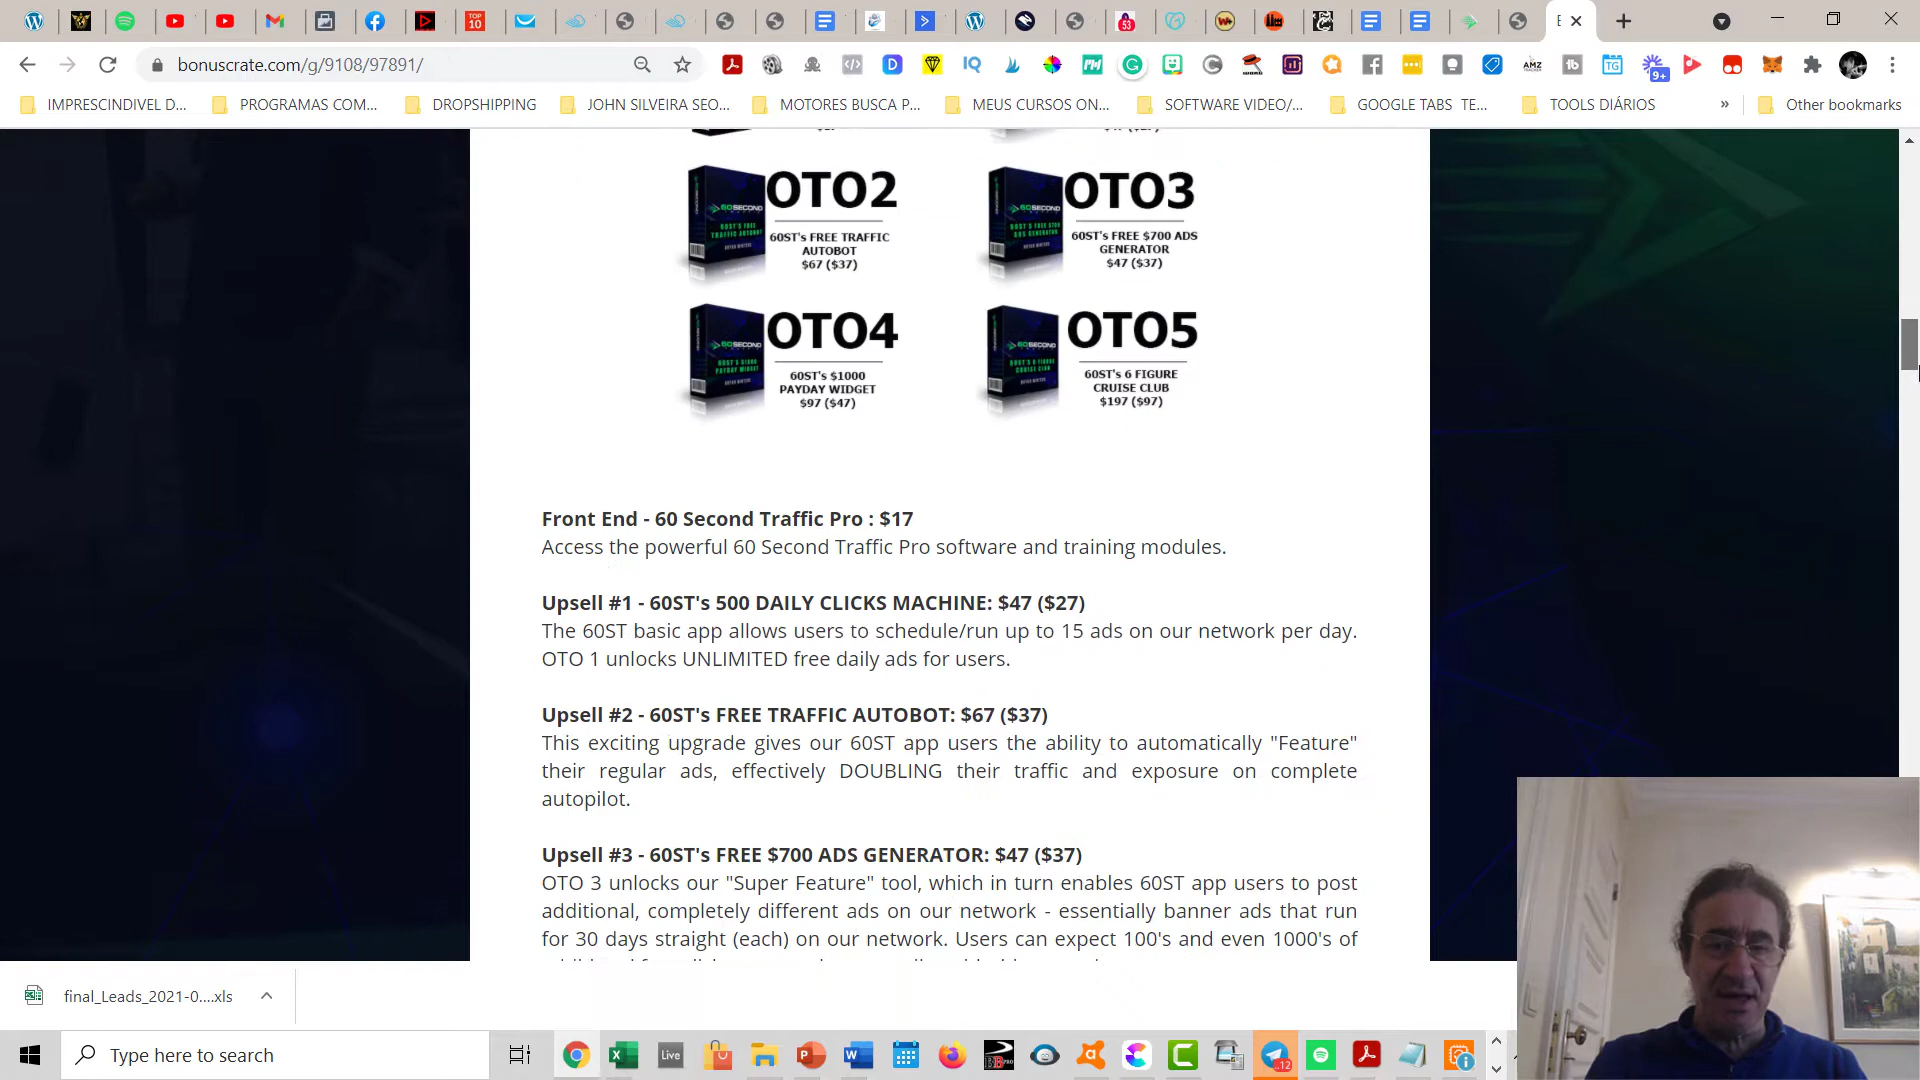 TOP
10
53
bonuscrate.com/g/9108/97891/
9+
IMPRESCINDIVEL D...
PROGRAMAS COM...
DROPSHIPPING
JOHN SILVEIRA SEO...
MOTORES BUSCA P...
MEUS CURSOS ON...
SOFTWARE VIDEO/...
GOOGLE TABS TE...
TOOLS DIÁRIOS
»
Other bookmarks
OTO2
60ST's FREE TRAFFIC
AUTOBOT
$67 ($37)
OTO3
60ST's FREE $700 ADS
GENERATOR
$47 ($37)
OTO4
60ST's $1000
PAYDAY WIDGET
$97 ($47)
OTO5
60ST's 6 FIGURE
CRUISE CLUB
$197 ($97)
Front End - 60 Second Traffic Pro : $17
Access the powerful 60 Second Traffic Pro software and training modules.
Upsell #1 - 60ST's 500 DAILY CLICKS MACHINE: $47 ($27)
The 60ST basic app allows users to schedule/run up to 15 ads on our network per day.
OTO 1 unlocks UNLIMITED free daily ads for users.
Upsell #2 - 60ST's FREE TRAFFIC AUTOBOT: $67 ($37)
This exciting upgrade gives our 60ST app users the ability to automatically "Feature"
their regular ads, effectively DOUBLING their traffic and exposure on complete
autopilot.
Upsell #3 - 60ST's FREE $700 ADS GENERATOR: $47 ($37)
OTO 3 unlocks our "Super Feature" tool, which in turn enables 60ST app users to post
additional, completely different ads on our network - essentially banner ads that run
for 30 days straight (each) on our network. Users can expect 100's and even 1000's of
final_Leads_2021-0....xls
Type here to search
Live